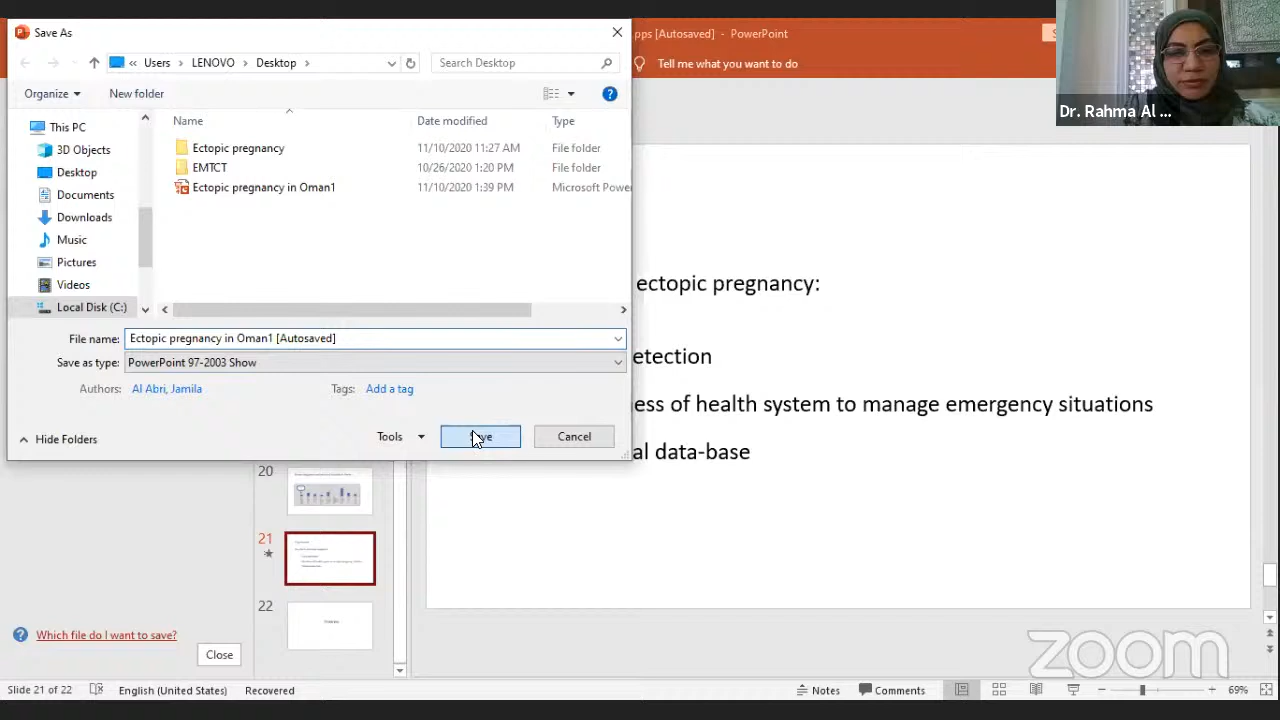 Save As
pps [Autosaved] - PowerPoint
Users > LENOVO > Desktop >
Search Desktop
Tell me what you want to do
Organize
New folder
Dr. Rahma Al ...
Name
Date modified
Type
This PC
3D Objects
Desktop
Documents
Downloads
Music
Pictures
Videos
Local Disk (C:)
Ectopic pregnancy 11/10/2020 11:27 AM File folder
EMTCT 10/26/2020 1:20 PM File folder
Ectopic pregnancy in Oman1 11/10/2020 1:39 PM Microsoft Power
File name: Ectopic pregnancy in Oman1 [Autosaved]
Save as type: PowerPoint 97-2003 Show
Authors: Al Abri, Jamila
Tags: Add a tag
Hide Folders
Tools
Cancel
ectopic pregnancy:
etection
ess of health system to manage emergency situations
al data-base
20
21
22
Which file do I want to save?
Close
zoom
Slide 21 of 22
English (United States)
Recovered
Notes
Comments
69%